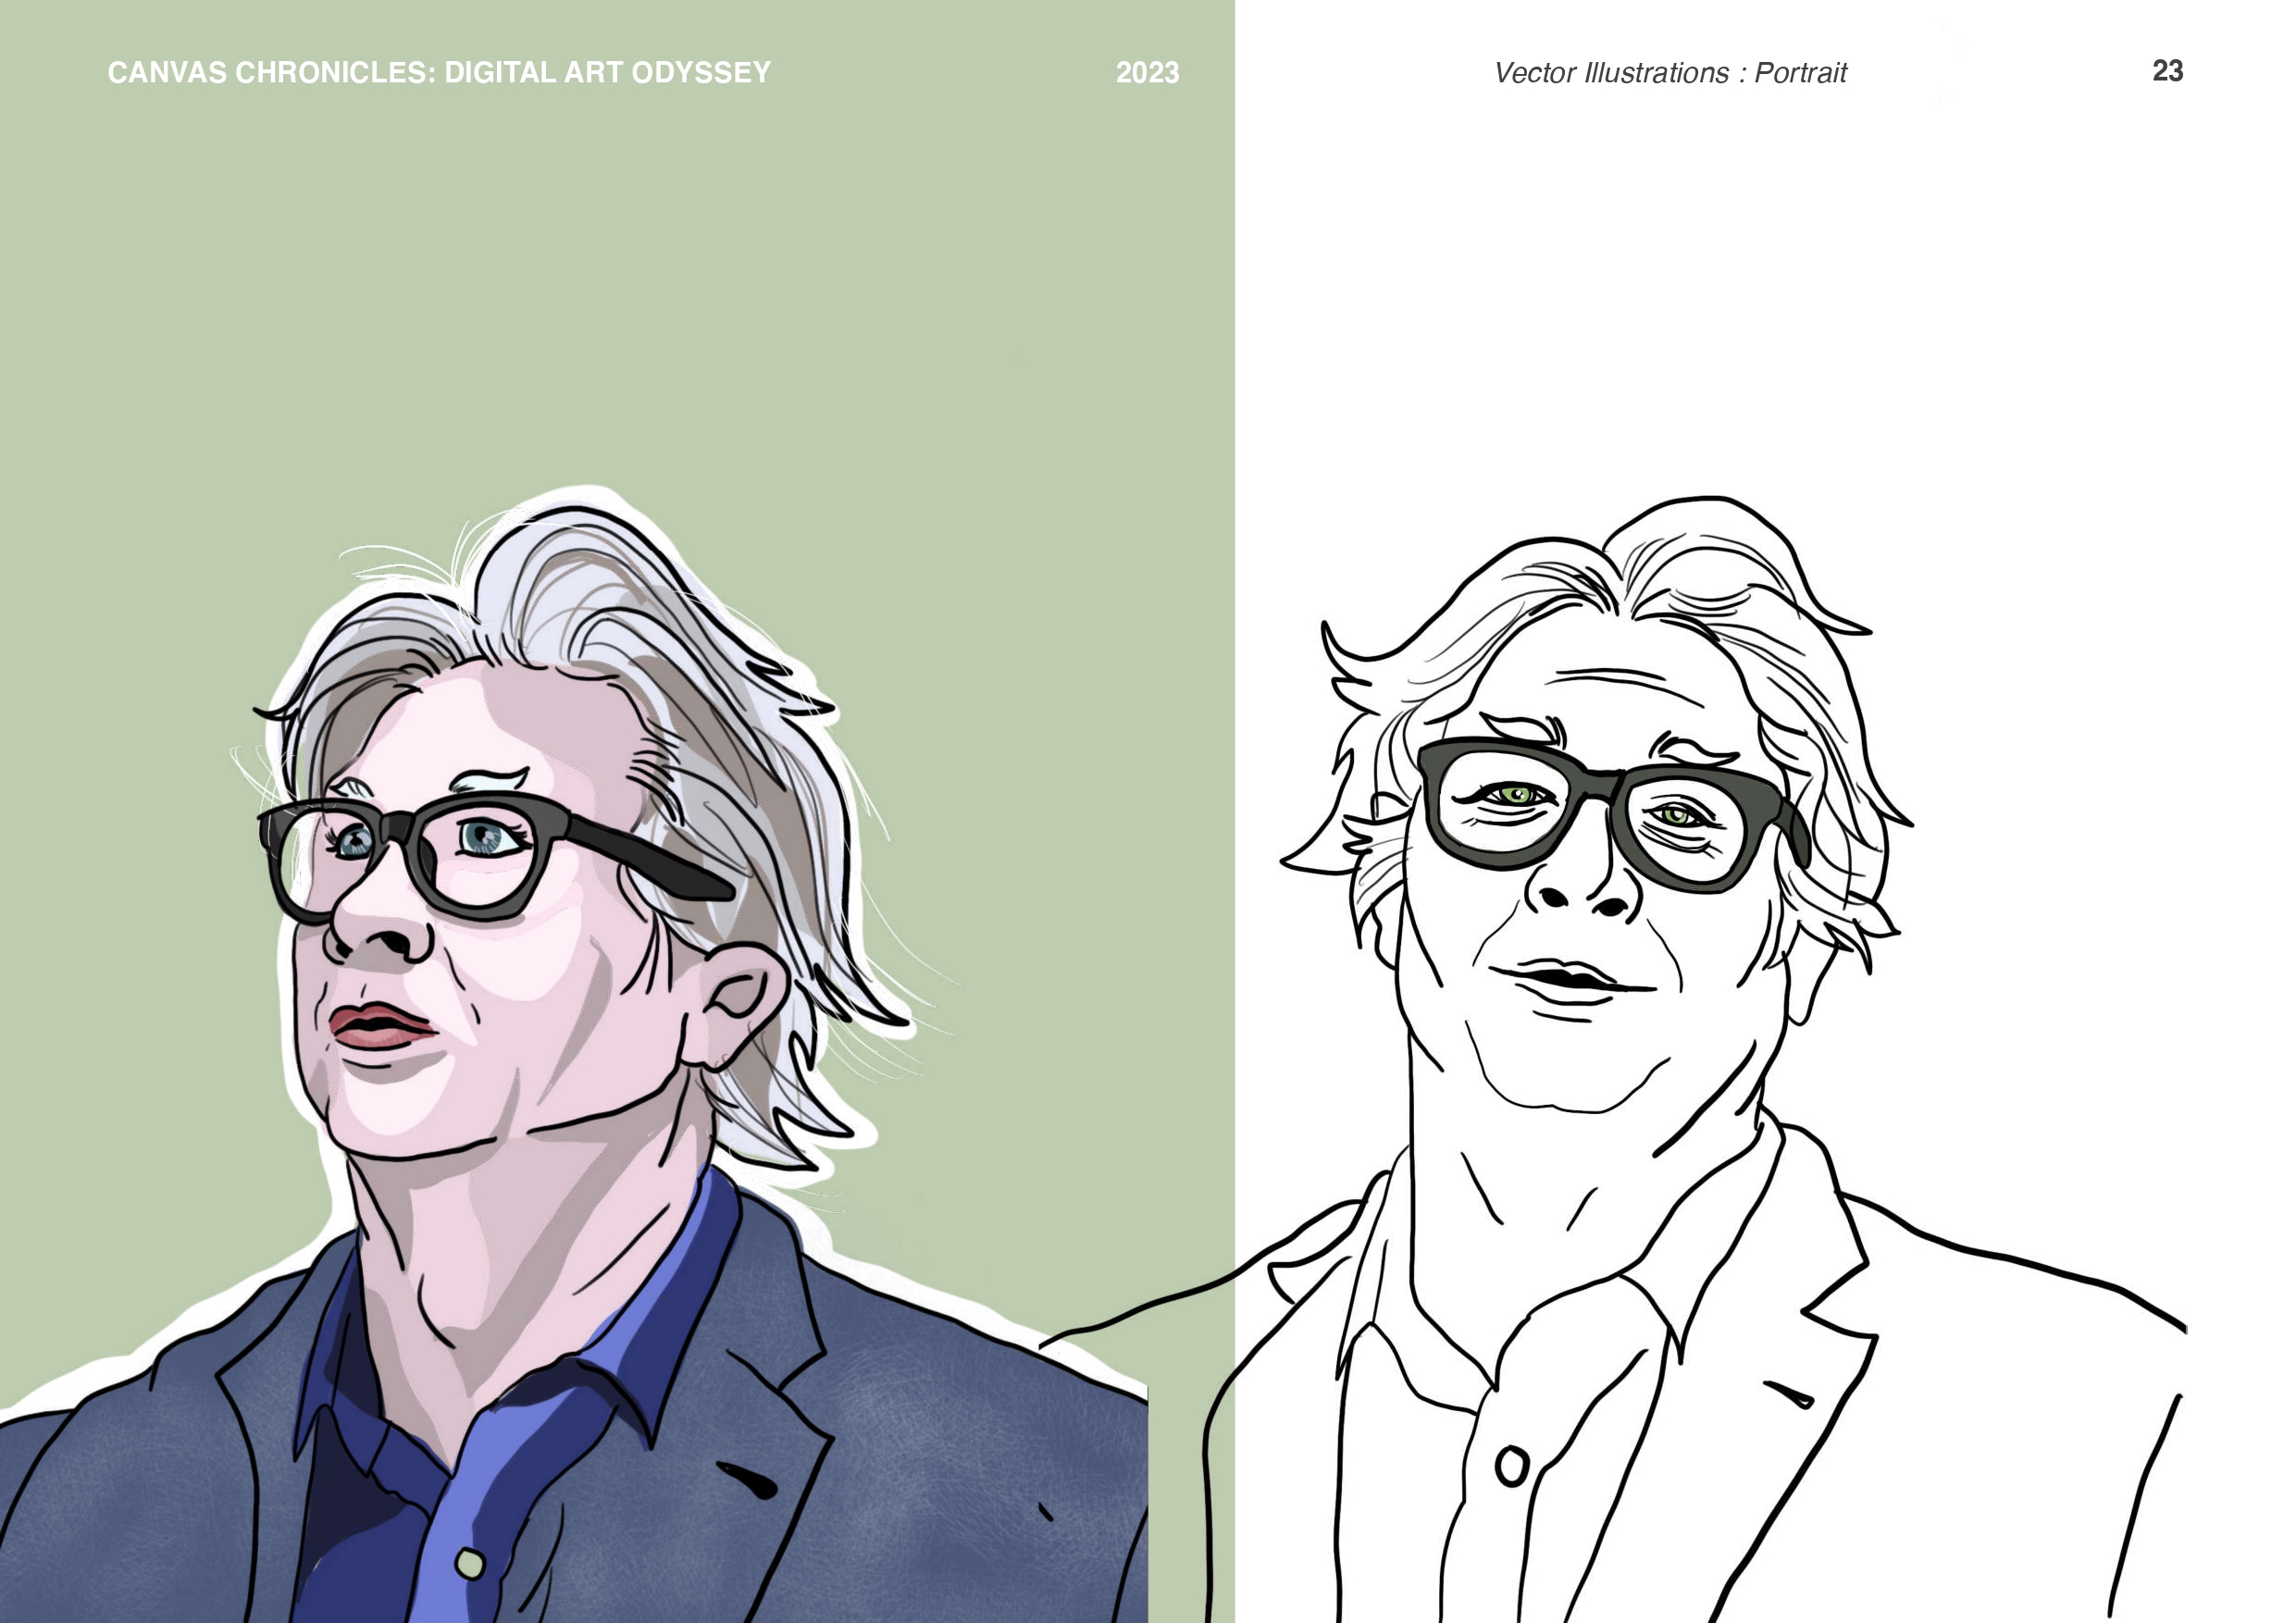 CANVAS CHRONICLES: DIGITAL ART ODYSSEY
2023
Vector Illustrations : Portrait
23